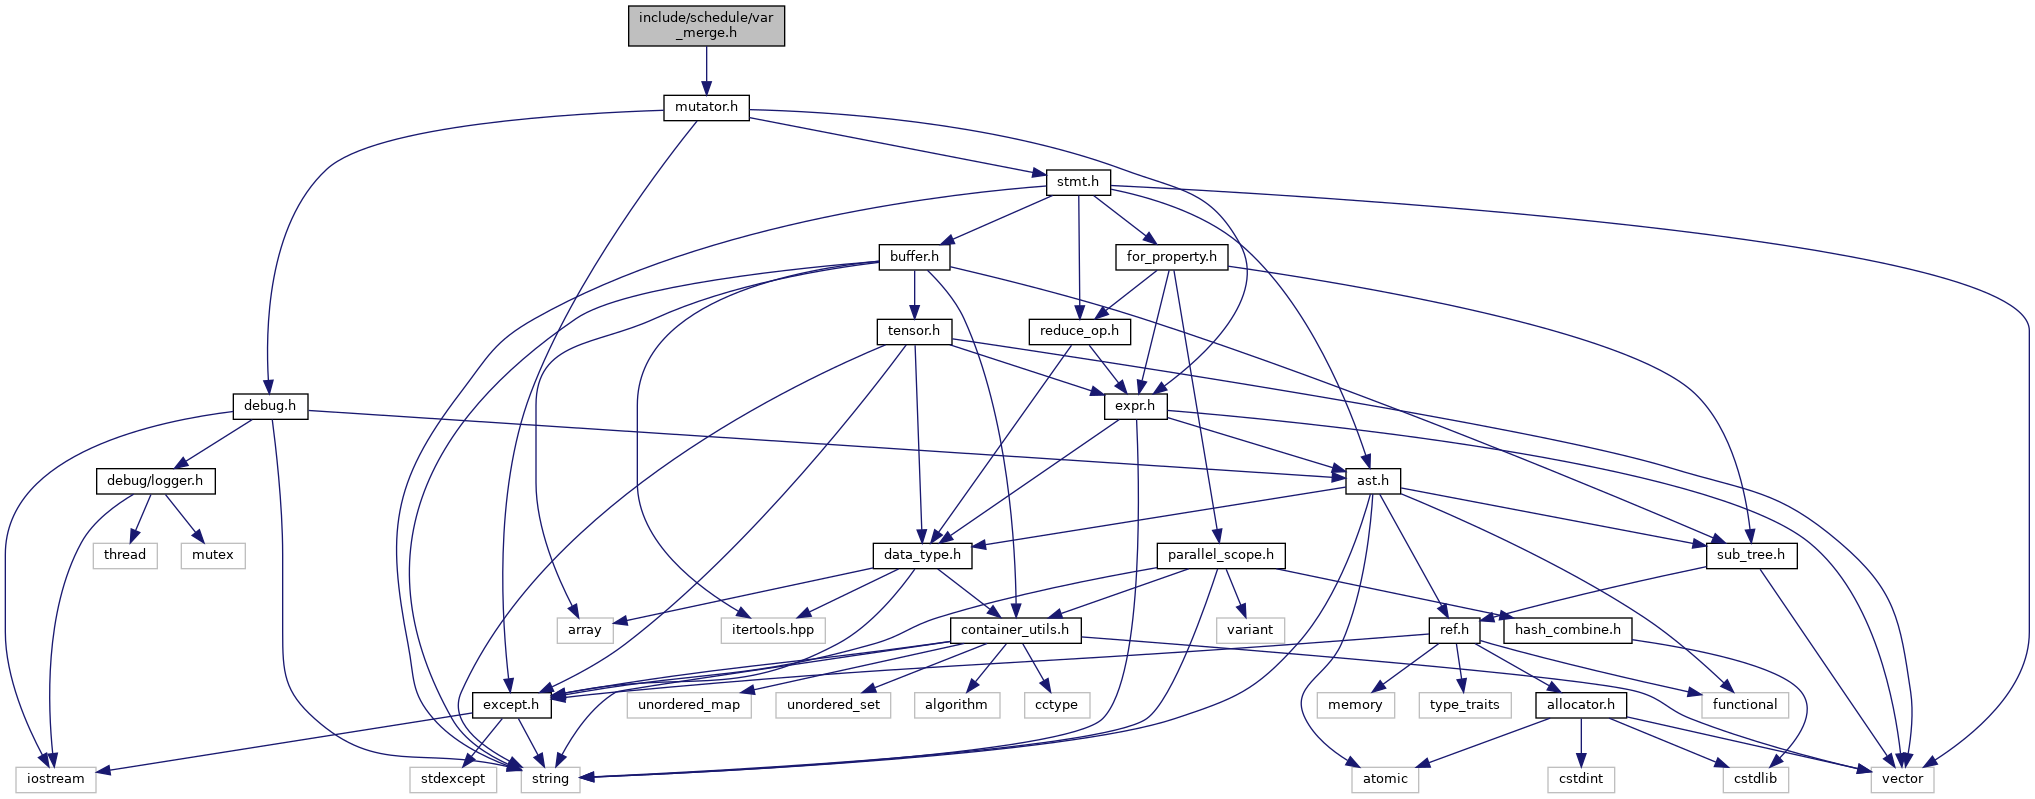 include/schedule/var
_merge.h
mutator.h
stmt.h
buffer.h
for_property.h
tensor.h
reduce_op.h
debug.h
expr.h
debug/logger.h
ast.h
thread
mutex
data_type.h
parallel_scope.h
sub_tree.h
array
itertools.hpp
container_utils.h
variant
ref.h
hash_combine.h
except.h
unordered_map
unordered_set
algorithm
cctype
memory
type_traits
allocator.h
functional
iostream
stdexcept
string
atomic
cstdint
cstdlib
vector